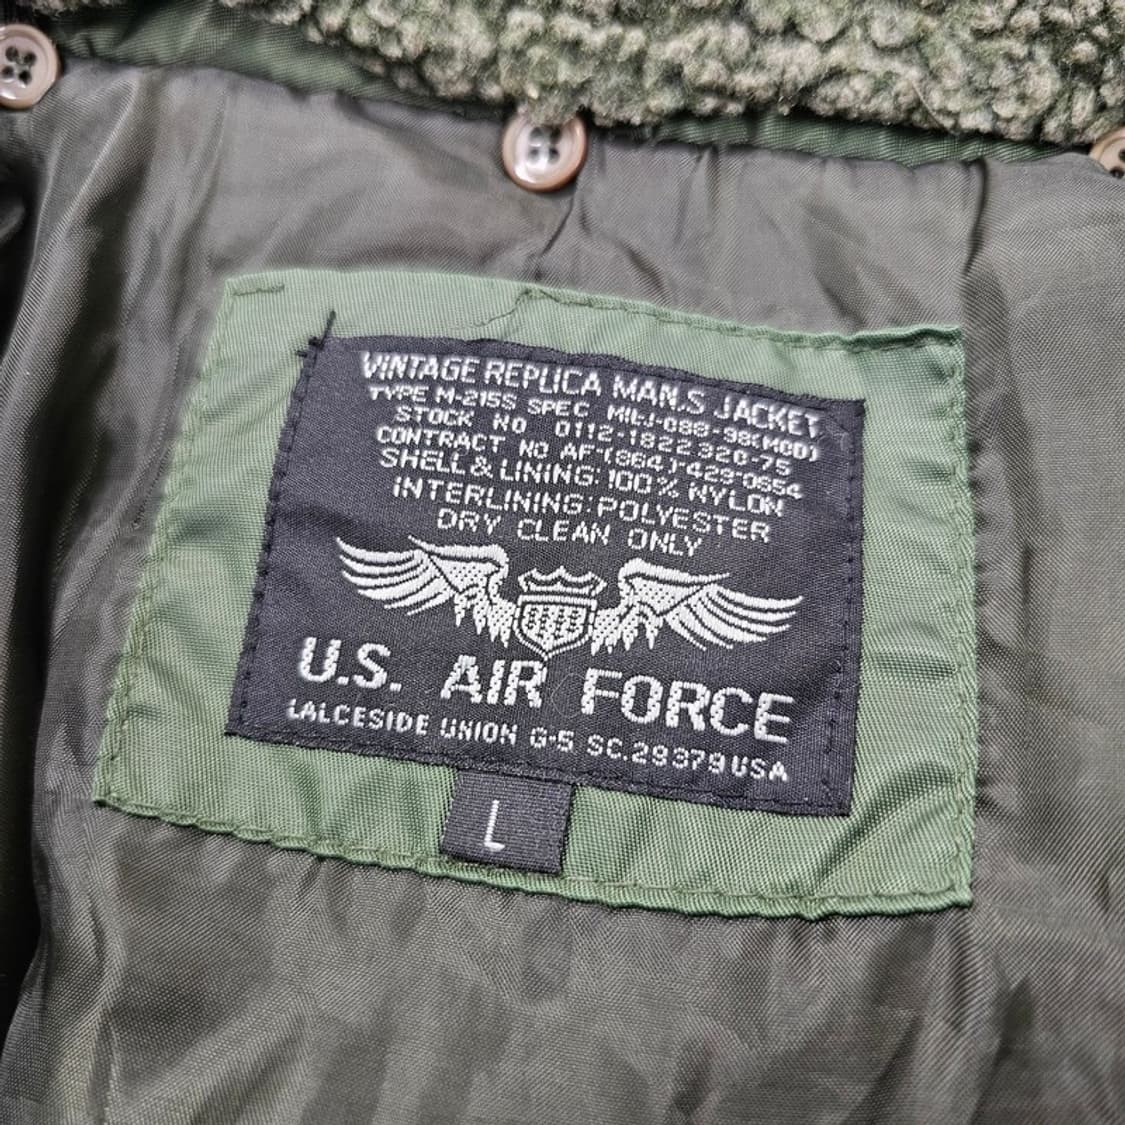 VINTAGE REPLICA MAN.S JACKET
TYPE M-215S SPEC MIL-J-088-98(MOD)
STOCK NO 0112-1822 320-75
CONTRACT NO AF-(864)-429-0654
SHELL & LINING: 100% NYLON
INTERLINING: POLYESTER
DRY CLEAN ONLY
U.S. AIR FORCE
LALCESIDE UNION G-5 SC.29379 USA
L